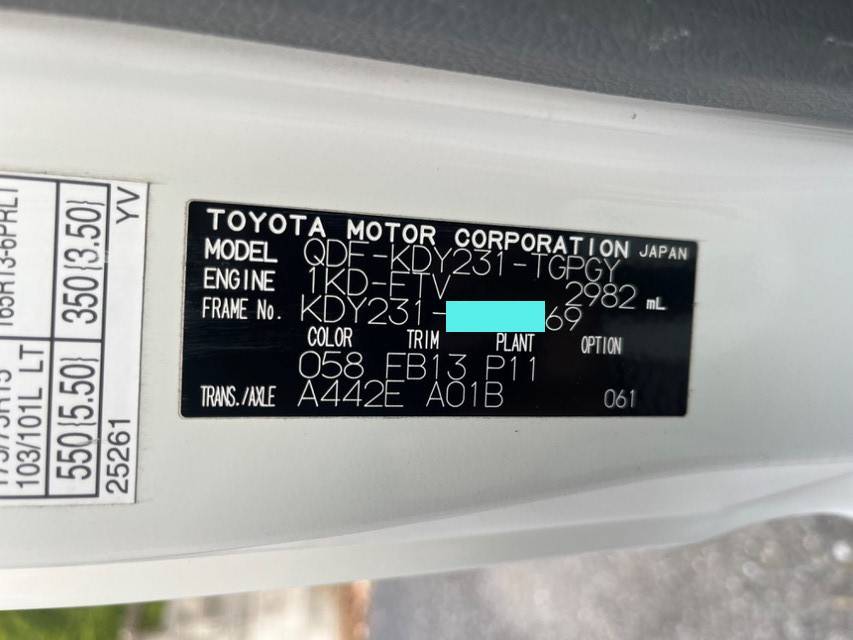 TOYOTA MOTOR CORPORATION JAPAN
MODEL QDF-KDY231-TGPGY
ENGINE 1KD-FTV 2982 mL
FRAME No. KDY231- 69
COLOR TRIM PLANT OPTION
058 FB13 P11
TRANS./AXLE A442E A01B 061
103/101L LT
550{5.50} 350{3.50}
25261 YV